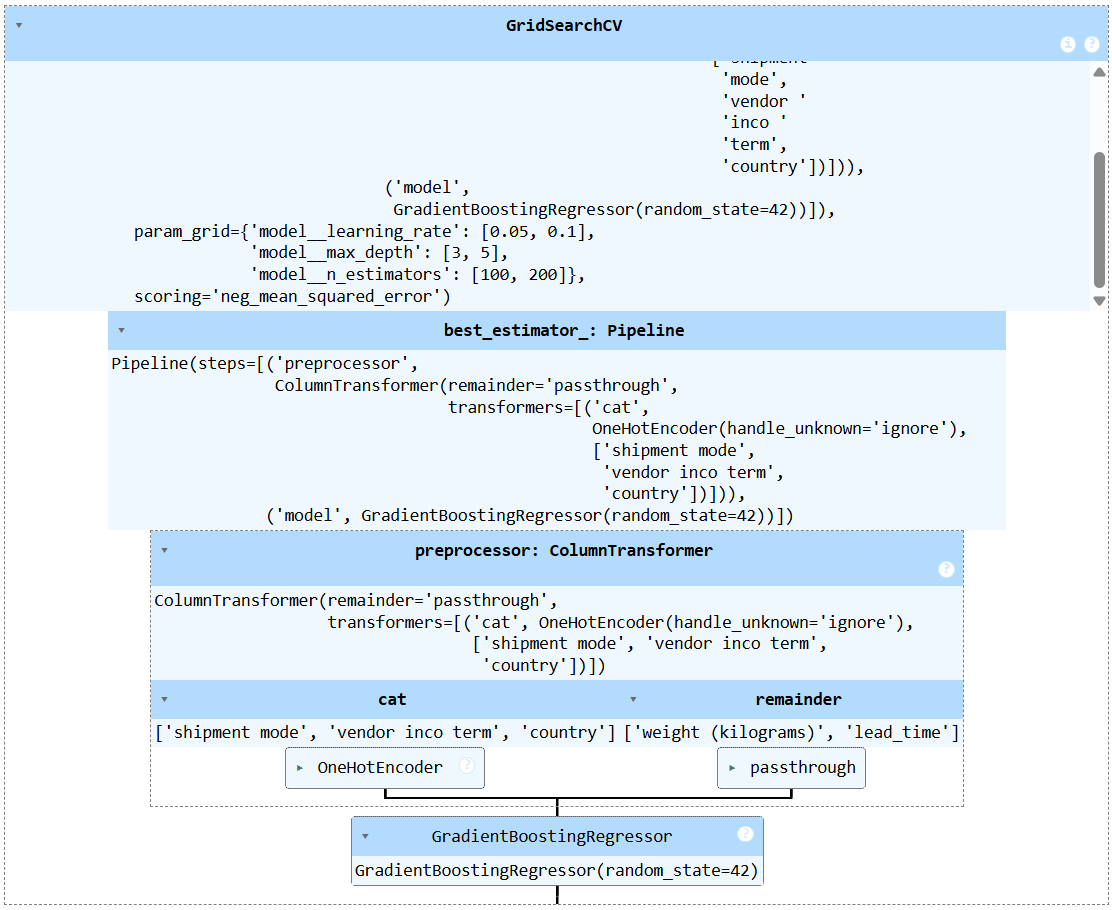 GridSearchCV
['shipment
'mode',
'vendor '
'inco '
'term',
'country'])])),
('model',
GradientBoostingRegressor(random_state=42))]),
param_grid={'model__learning_rate': [0.05, 0.1],
'model__max_depth': [3, 5],
'model__n_estimators': [100, 200]},
scoring='neg_mean_squared_error')
best_estimator_: Pipeline
Pipeline(steps=[('preprocessor',
ColumnTransformer(remainder='passthrough',
transformers=[('cat',
OneHotEncoder(handle_unknown='ignore'),
['shipment mode',
'vendor inco term',
'country'])])),
('model', GradientBoostingRegressor(random_state=42))])
preprocessor: ColumnTransformer
?
ColumnTransformer(remainder='passthrough',
transformers=[('cat', OneHotEncoder(handle_unknown='ignore'),
['shipment mode', 'vendor inco term',
'country'])])
cat
remainder
['shipment mode', 'vendor inco term', 'country']
['weight (kilograms)', 'lead_time']
OneHotEncoder ?
passthrough
GradientBoostingRegressor ?
GradientBoostingRegressor(random_state=42)